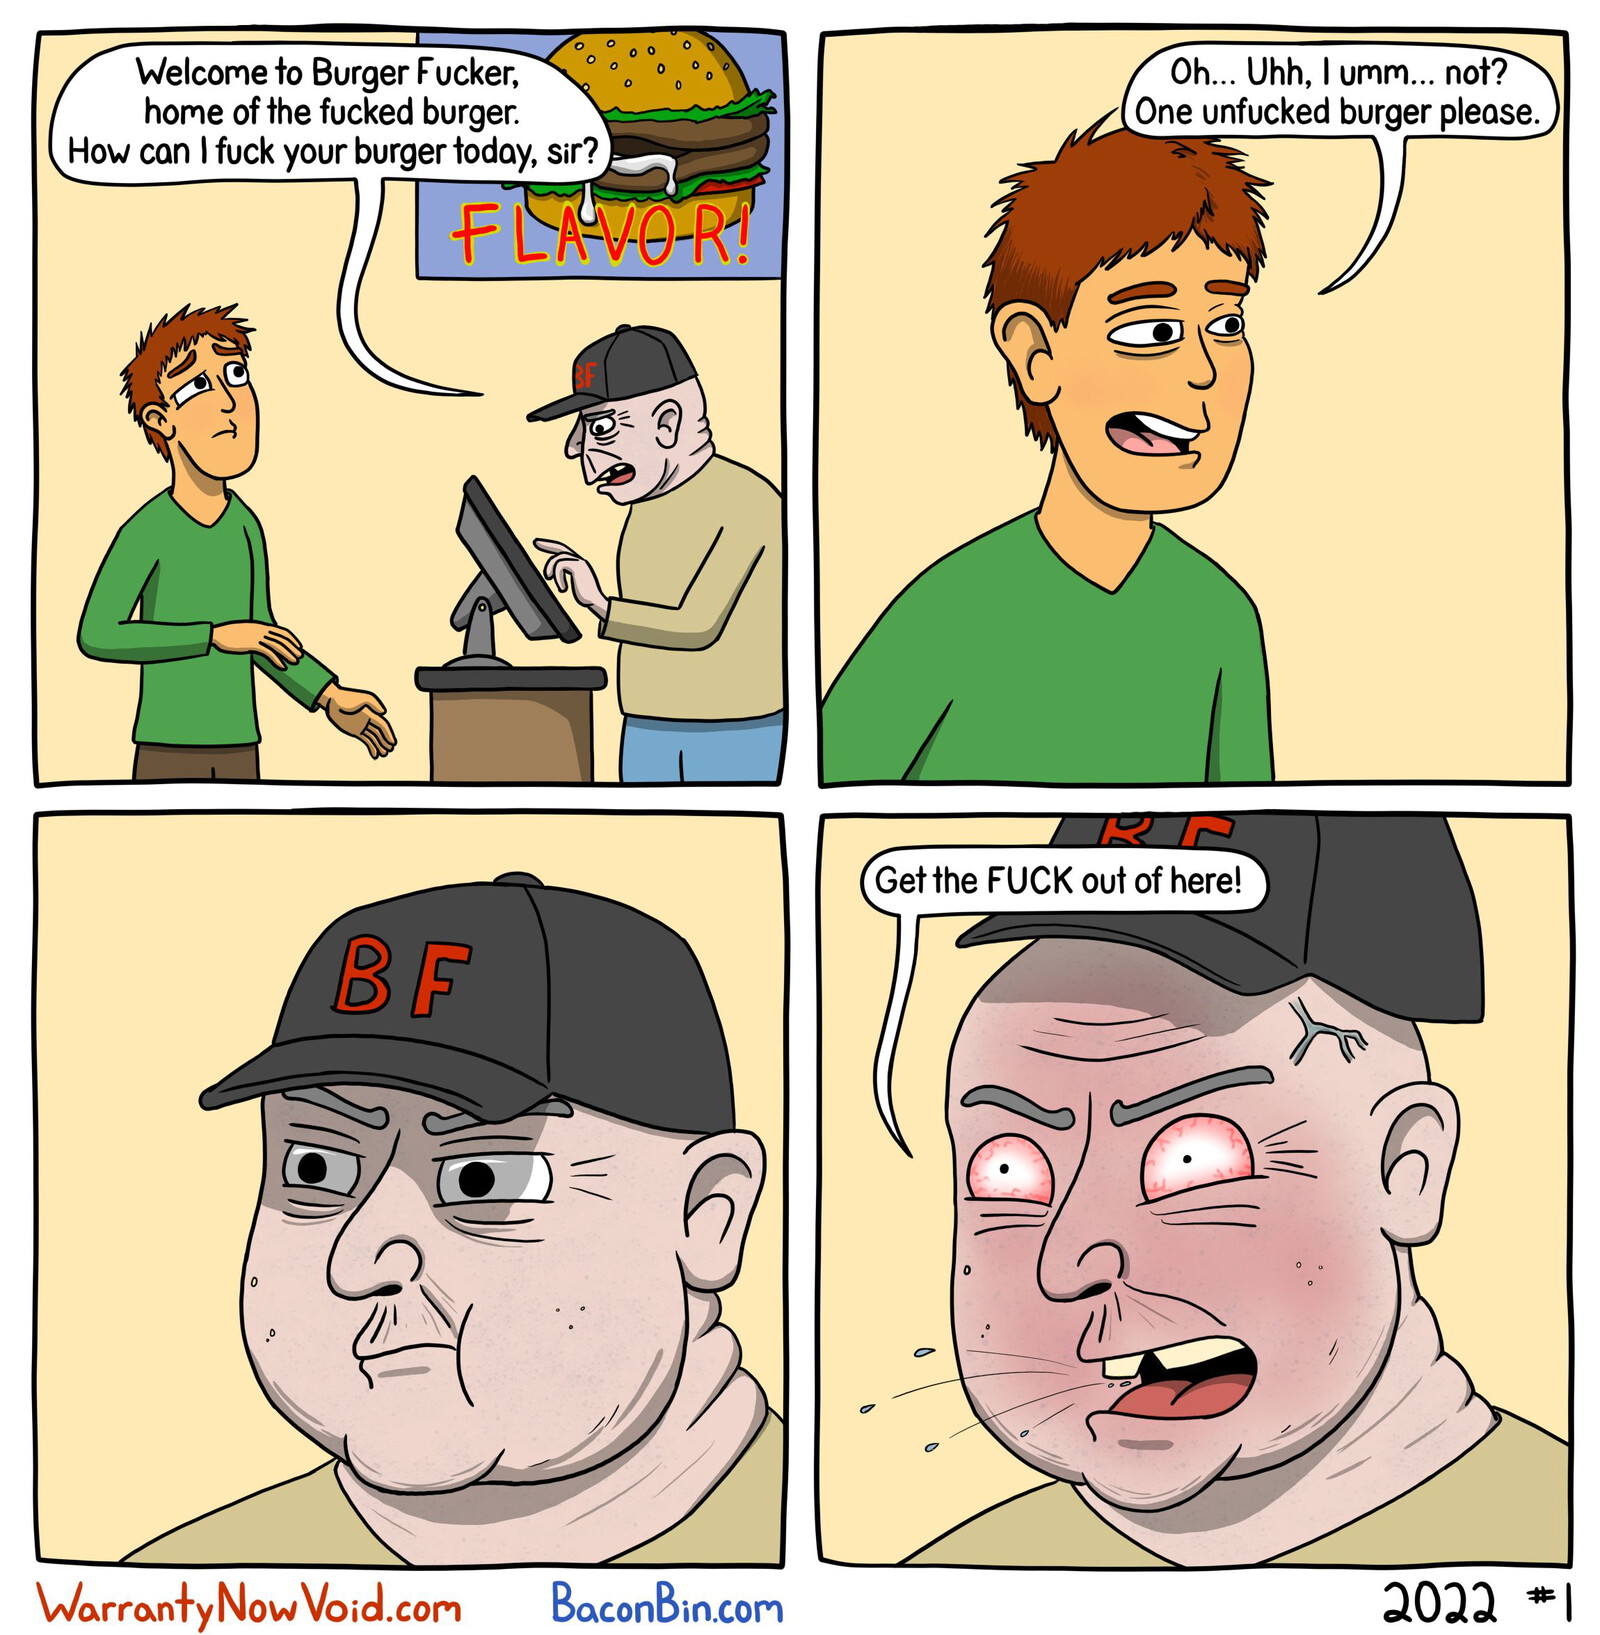 Welcome to Burger Fucker,
home of the fucked burger.
How can I fuck your burger today, sir?
FLAVOR!
BF
Oh... Uhh, I umm... not?
One unfucked burger please.
BF
BF
Get the FUCK out of here!
WarrantyNowVoid.com
BaconBin.com
2022 #1